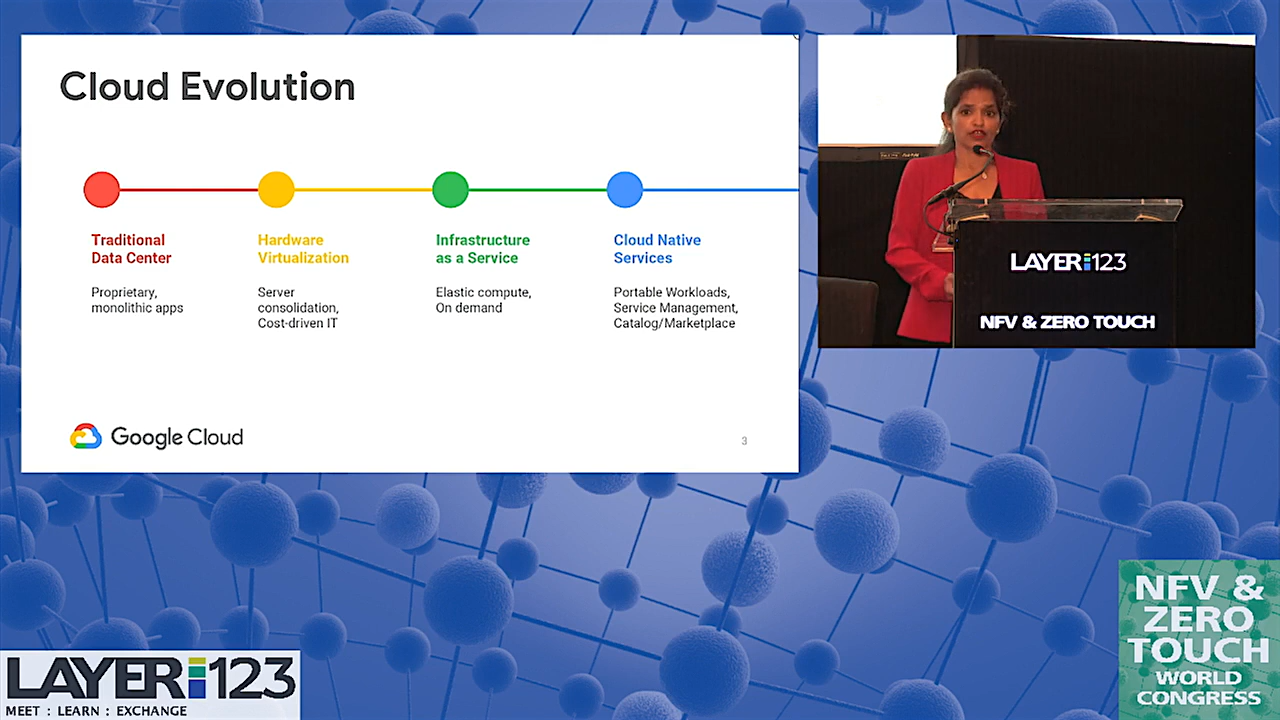 Cloud Evolution
Traditional
Data Center
Proprietary,
monolithic apps
Hardware
Virtualization
Server
consolidation,
Cost-driven IT
Infrastructure
as a Service
Elastic compute,
On demand
Cloud Native
Services
Portable Workloads,
Service Management,
Catalog/Marketplace
Google Cloud
3
LAYER123
NFV & ZERO TOUCH
LAYER123
MEET : LEARN : EXCHANGE
NFV &
ZERO
TOUCH
WORLD
CONGRESS